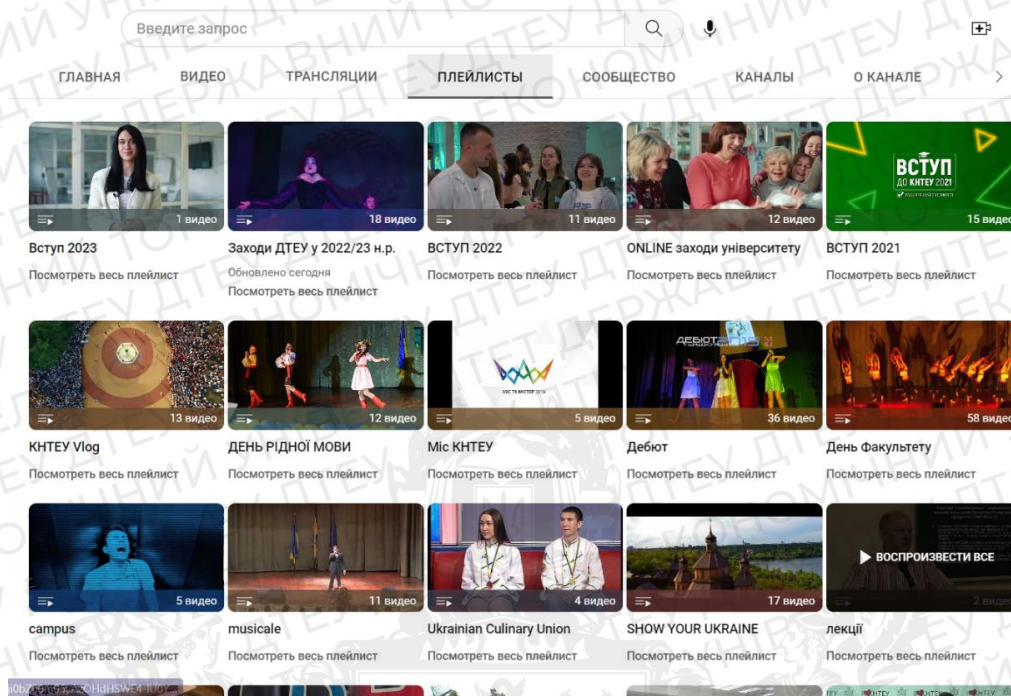 Введите запрос
ГЛАВНАЯ ВИДЕО ТРАНСЛЯЦИИ ПЛЕЙЛИСТЫ СООБЩЕСТВО КАНАЛЫ О КАНАЛЕ
ВСТУП
ДО КНТЕУ 2021
1 видео 18 видео 11 видео 12 видео 15 видео
Вступ 2023 Заходи ДТЕУ у 2022/23 н.р. ВСТУП 2022 ONLINE заходи університету ВСТУП 2021
Обновлено сегодня
Посмотреть весь плейлист Посмотреть весь плейлист Посмотреть весь плейлист Посмотреть весь плейлист Посмотреть весь плейлист
ДЕБЮТ
13 видео 12 видео 5 видео 36 видео 58 видео
КНТЕУ Vlog ДЕНЬ РІДНОЇ МОВИ Міс КНТЕУ Дебют День Факультету
Посмотреть весь плейлист Посмотреть весь плейлист Посмотреть весь плейлист Посмотреть весь плейлист Посмотреть весь плейлист
ВОСПРОИЗВЕСТИ ВСЕ
5 видео 11 видео 4 видео 17 видео 2 видео
campus musicale Ukrainian Culinary Union SHOW YOUR UKRAINE лекції
Посмотреть весь плейлист Посмотреть весь плейлист Посмотреть весь плейлист Посмотреть весь плейлист Посмотреть весь плейлист